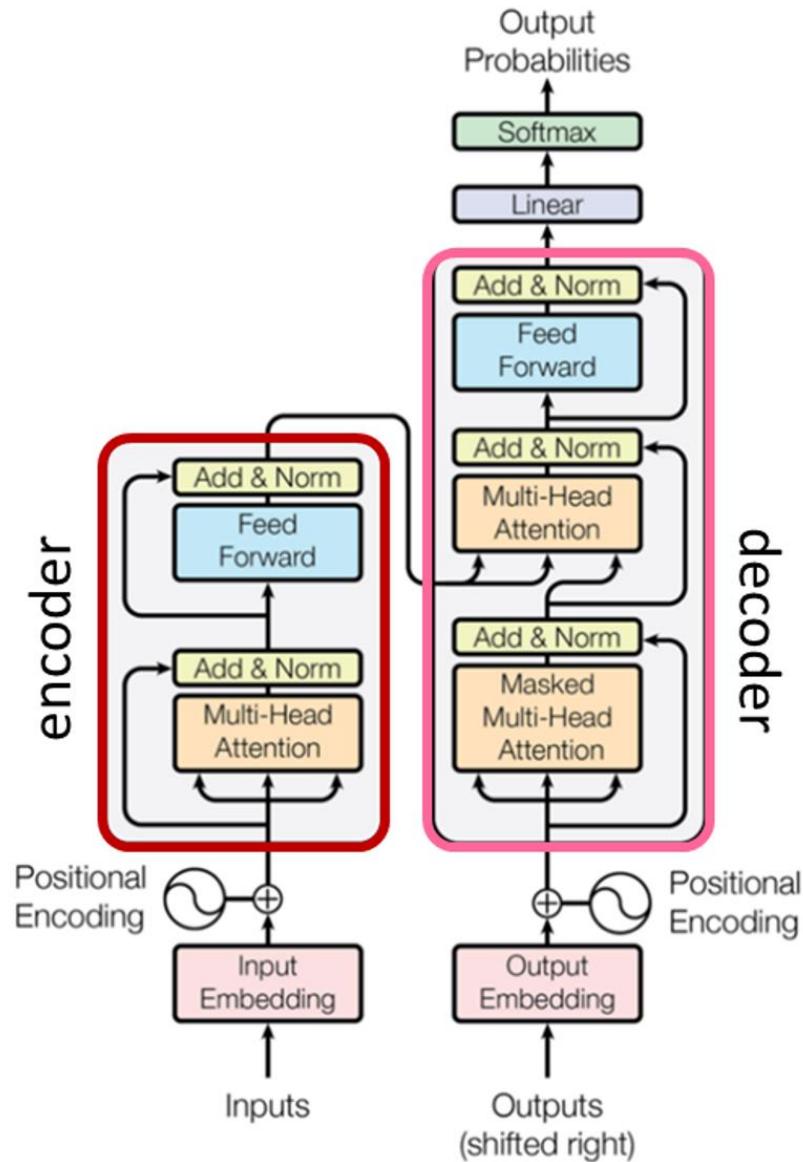 Output
Probabilities
Softmax
Linear
Add & Norm
Feed
Forward
Add & Norm
Multi-Head
Attention
Add & Norm
Masked
Multi-Head
Attention
decoder
encoder
Add & Norm
Feed
Forward
Add & Norm
Multi-Head
Attention
Positional
Encoding
Positional
Encoding
Input
Embedding
Output
Embedding
Inputs
Outputs
(shifted right)